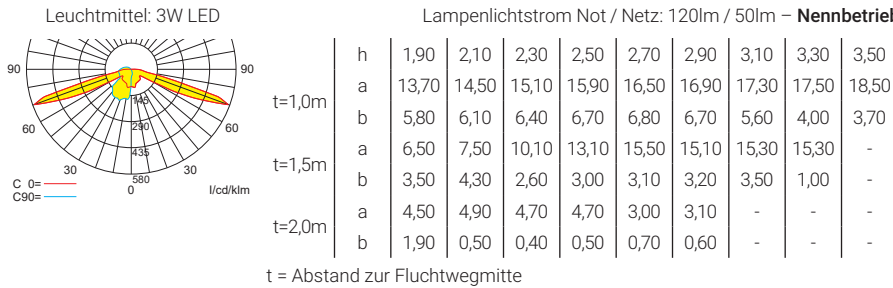 Leuchtmittel: 3W LED
Lampenlichtstrom Not / Netz: 120lm / 50lm – Nennbetrieb
90 90
60 60
30 30
145
290
435
580
0
C 0=
C90=
l/cd/klm
h 1,90 2,10 2,30 2,50 2,70 2,90 3,10 3,30 3,50
t=1,0m
a 13,70 14,50 15,10 15,90 16,50 16,90 17,30 17,50 18,50
b 5,80 6,10 6,40 6,70 6,80 6,70 5,60 4,00 3,70
t=1,5m
a 6,50 7,50 10,10 13,10 15,50 15,10 15,30 15,30 -
b 3,50 4,30 2,60 3,00 3,10 3,20 3,50 1,00 -
t=2,0m
a 4,50 4,90 4,70 4,70 3,00 3,10 - - -
b 1,90 0,50 0,40 0,50 0,70 0,60 - - -
t = Abstand zur Fluchtwegmitte